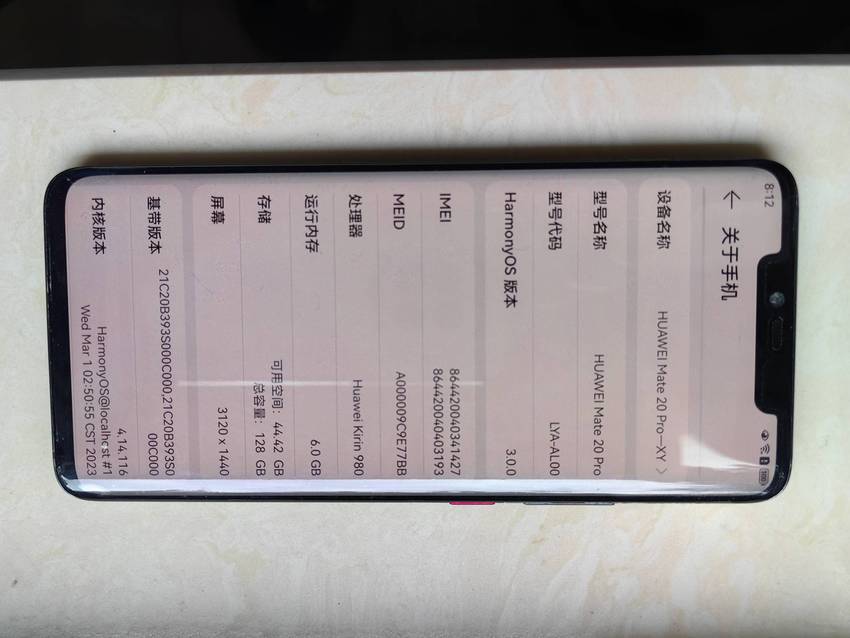 8:12
100
← 关于手机
设备名称 HUAWEI Mate 20 Pro—XY >
型号名称 HUAWEI Mate 20 Pro
型号代码 LYA-AL00
HarmonyOS 版本 3.0.0
IMEI 864420040341427
864420040403193
MEID A000009C9E77BB
处理器 Huawei Kirin 980
运行内存 6.0 GB
存储 可用空间: 44.42 GB
总容量: 128 GB
屏幕 3120 x 1440
基带版本 21C20B393S000C000,21C20B393S0
00C000
内核版本 4.14.116
HarmonyOS@localhost #1
Wed Mar 1 02:50:55 CST 2023